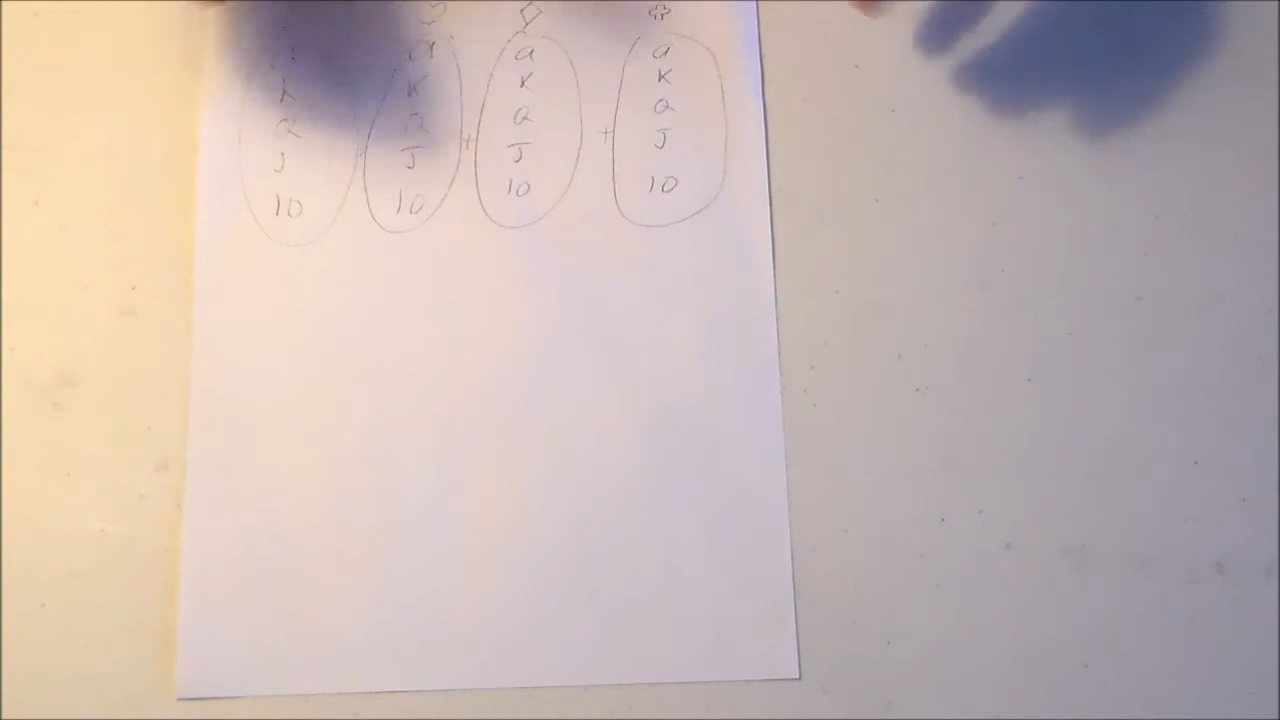 a a
K K K K
Q Q Q Q
J J J J
+ + +
10 10 10 10